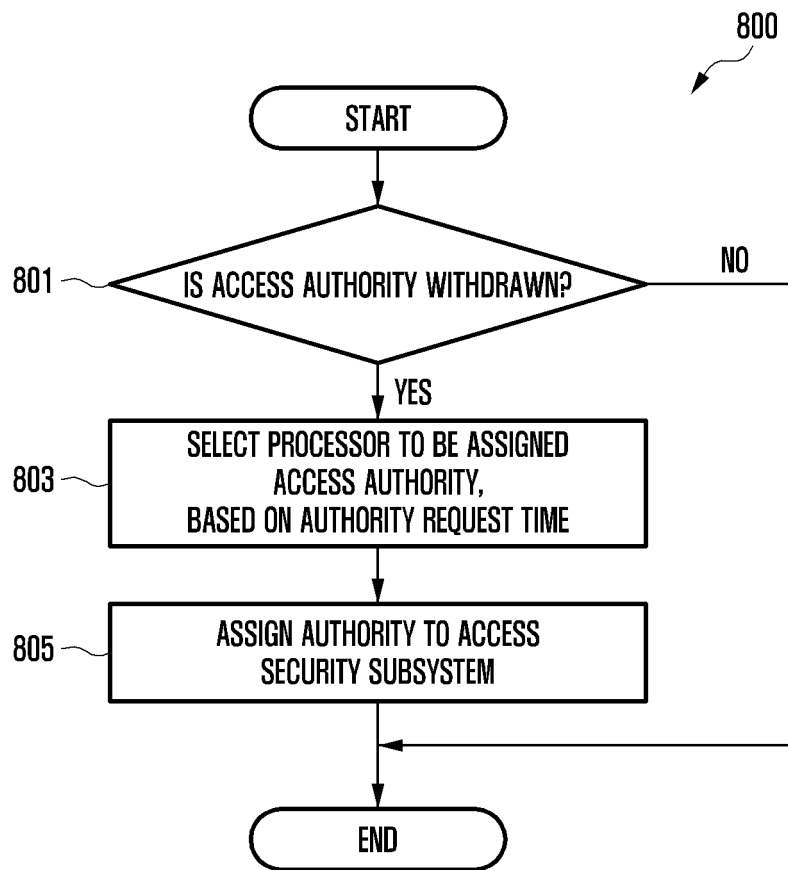 800
START
801
IS ACCESS AUTHORITY WITHDRAWN?
NO
YES
803
SELECT PROCESSOR TO BE ASSIGNED
ACCESS AUTHORITY,
BASED ON AUTHORITY REQUEST TIME
805
ASSIGN AUTHORITY TO ACCESS
SECURITY SUBSYSTEM
END